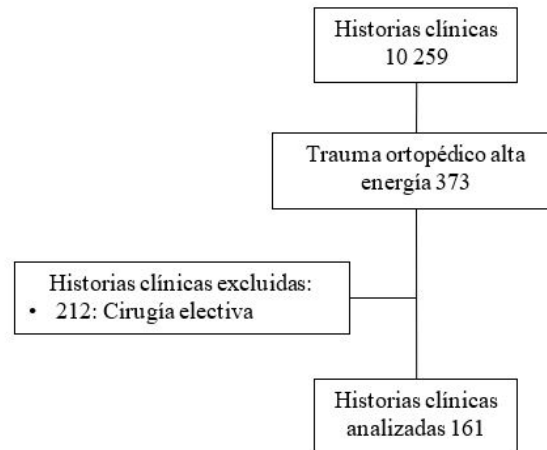 Historias clínicas
10 259
Trauma ortopédico alta
energía 373
Historias clínicas excluidas:
• 212: Cirugía electiva
Historias clínicas
analizadas 161